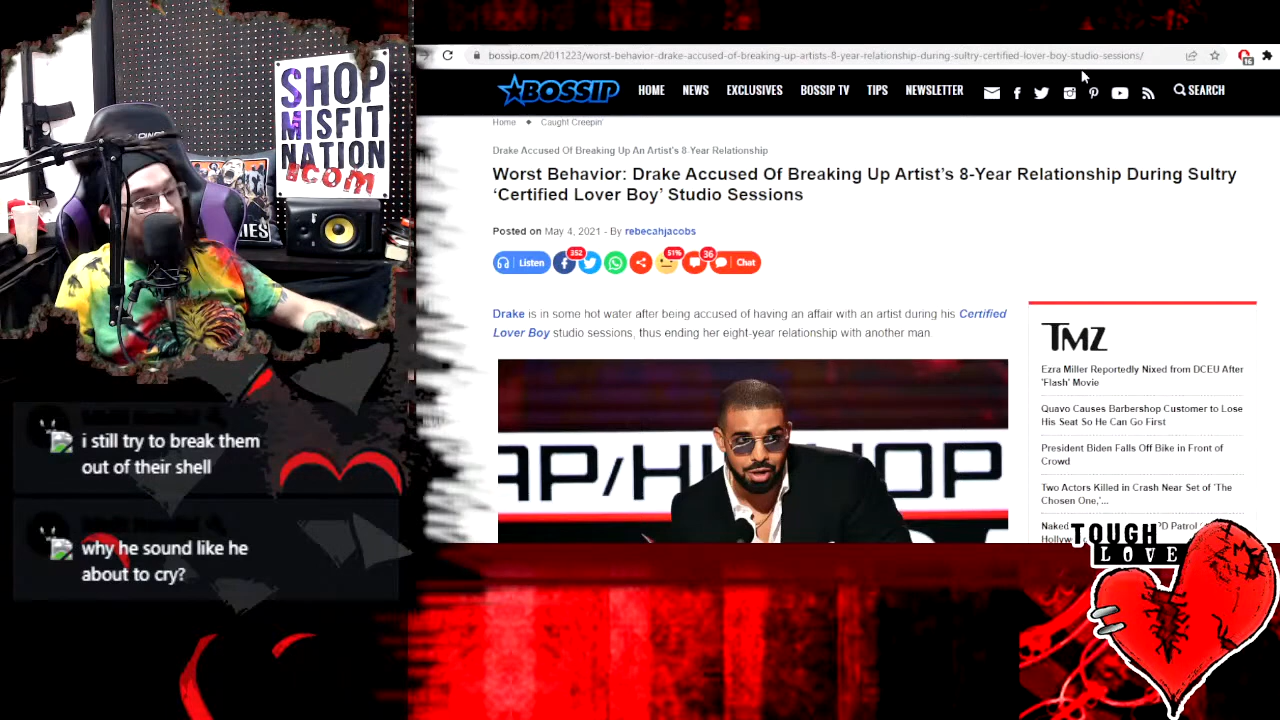 SHOP
MISFIT
NATION
.com
i still try to break them
out of their shell
why he sound like he
about to cry?
bossip.com/2011223/worst-behavior-drake-accused-of-breaking-up-artists-8-year-relationship-during-sultry-certified-lover-boy-studio-sessions/
16
BOSSIP
HOME
NEWS
EXCLUSIVES
BOSSIP TV
TIPS
NEWSLETTER
SEARCH
Home ◆ Caught Creepin'
Drake Accused Of Breaking Up An Artist's 8-Year Relationship
Worst Behavior: Drake Accused Of Breaking Up Artist's 8-Year Relationship During Sultry
'Certified Lover Boy' Studio Sessions
Posted on May 4, 2021 - By rebecahjacobs
Listen
352
51%
36
Chat
Drake is in some hot water after being accused of having an affair with an artist during his Certified
Lover Boy studio sessions, thus ending her eight-year relationship with another man.
AP/HI HOP
TMZ
Ezra Miller Reportedly Nixed from DCEU After
'Flash' Movie
Quavo Causes Barbershop Customer to Lose
His Seat So He Can Go First
President Biden Falls Off Bike in Front of
Crowd
Two Actors Killed in Crash Near Set of 'The
Chosen One,'...
Naked PD Patrol
Hollyw
TOUGH
LOVE